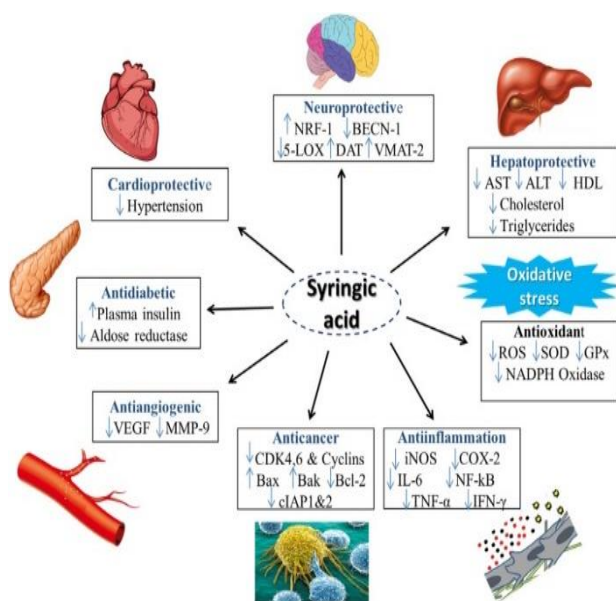 Neuroprotective
↑ NRF-1 ↓BECN-1
↓5-LOX ↑DAT ↑VMAT-2
Cardioprotective
↓ Hypertension
Hepatoprotective
↓ AST ↓ ALT ↓ HDL
↓ Cholesterol
↓ Triglycerides
Antidiabetic
↑Plasma insulin
↓ Aldose reductase
Syringic
acid
Oxidative
stress
Antioxidant
↓ROS ↓SOD ↓GPx
↓ NADPH Oxidase
Antiangiogenic
↓VEGF ↓MMP-9
Anticancer
↓CDK4,6 & Cyclins
↑Bax ↑Bak ↓Bcl-2
↓cIAP1&2
Antiinflammation
↓ iNOS ↓COX-2
↓ IL-6 ↓NF-kB
↓TNF-α ↓IFN-γ